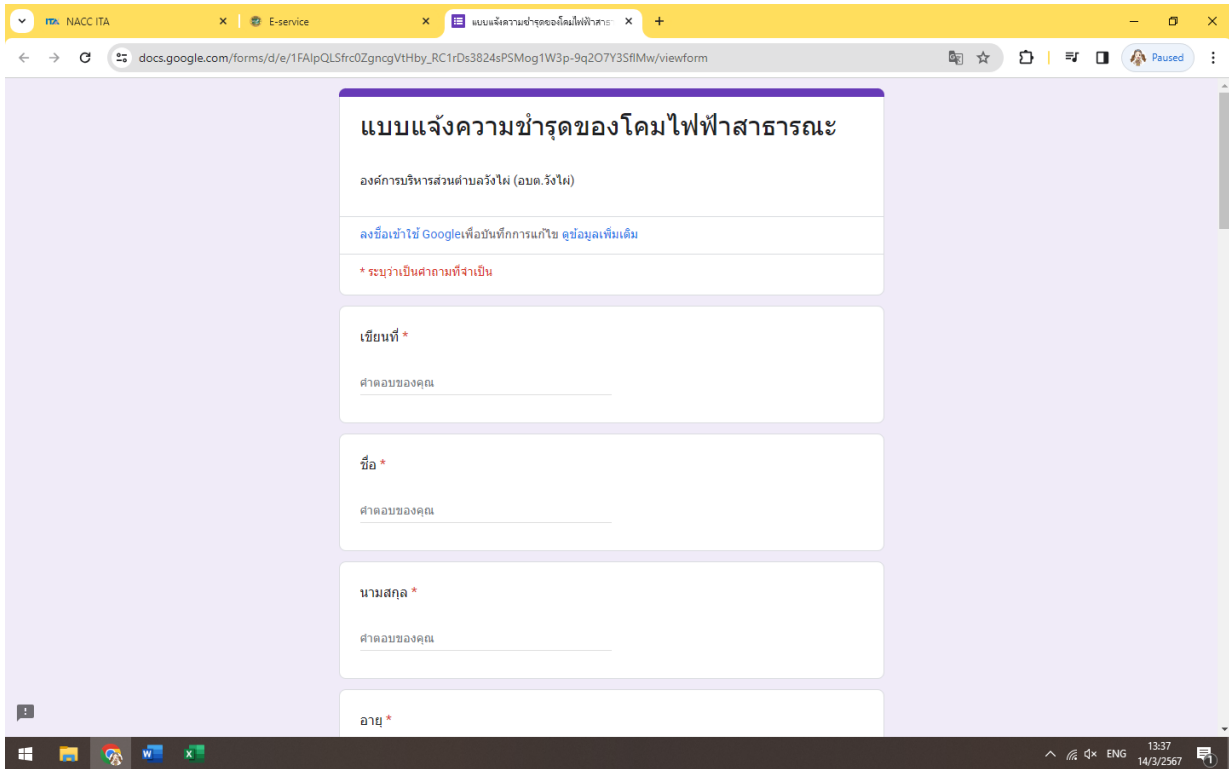 NACC ITA
E-service
แบบแจ้งความชำรุดของโคมไฟฟ้าสาธา
docs.google.com/forms/d/e/1FAIpQLSfrc0ZgncgVtHby_RC1rDs3824sPSMog1W3p-9q2O7Y3SflMw/viewform
Paused
แบบแจ้งความชำรุดของโคมไฟฟ้าสาธารณะ
องค์การบริหารส่วนตำบลวังไผ่ (อบต.วังไผ่)
ลงชื่อเข้าใช้ Googleเพื่อบันทึกการแก้ไข ดูข้อมูลเพิ่มเติม
* ระบุว่าเป็นคำถามที่จำเป็น
เขียนที่ *
คำตอบของคุณ
ชื่อ *
คำตอบของคุณ
นามสกุล *
คำตอบของคุณ
อายุ *
ENG
13:37
14/3/2567